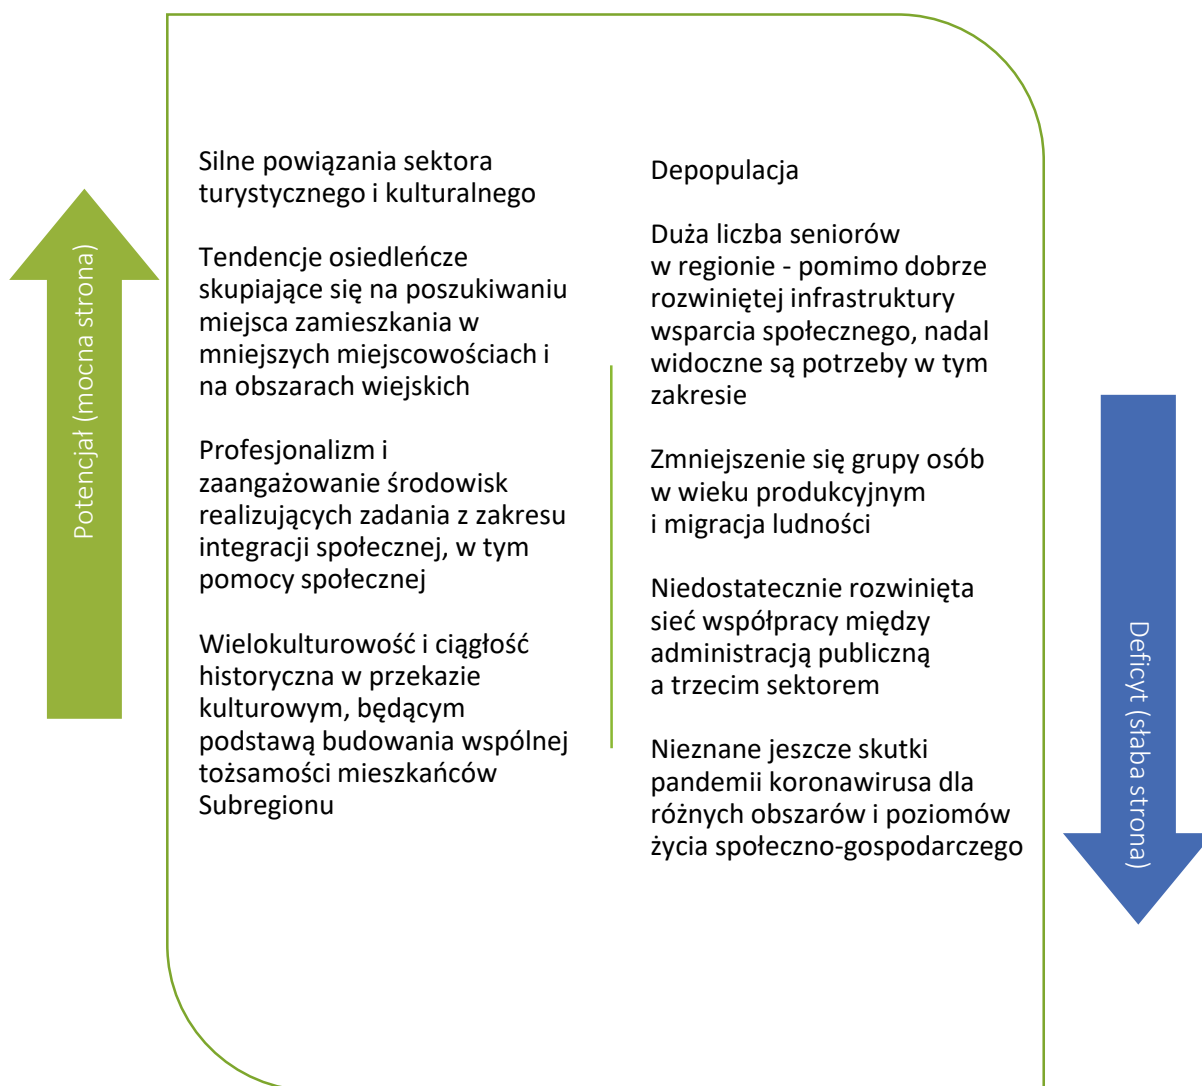 Potencjał (mocna strona)
Silne powiązania sektora
turystycznego i kulturalnego
Tendencje osiedleńcze
skupiające się na poszukiwaniu
miejsca zamieszkania w
mniejszych miejscowościach i
na obszarach wiejskich
Profesjonalizm i
zaangażowanie środowisk
realizujących zadania z zakresu
integracji społecznej, w tym
pomocy społecznej
Wielokulturowość i ciągłość
historyczna w przekazie
kulturowym, będącym
podstawą budowania wspólnej
tożsamości mieszkańców
Subregionu
Depopulacja
Duża liczba seniorów
w regionie - pomimo dobrze
rozwiniętej infrastruktury
wsparcia społecznego, nadal
widoczne są potrzeby w tym
zakresie
Zmniejszenie się grupy osób
w wieku produkcyjnym
i migracja ludności
Niedostatecznie rozwinięta
sieć współpracy między
administracją publiczną
a trzecim sektorem
Nieznane jeszcze skutki
pandemii koronawirusa dla
różnych obszarów i poziomów
życia społeczno-gospodarczego
Deficyt (słaba strona)